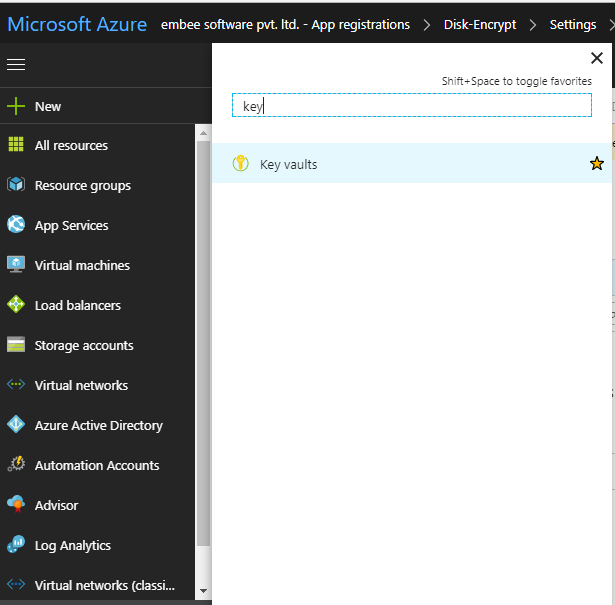 Microsoft Azure embee software pvt. ltd. - App registrations > Disk-Encrypt > Settings >
Shift+Space to toggle favorites
key
New
Key vaults
All resources
Resource groups
App Services
Virtual machines
Load balancers
Storage accounts
Virtual networks
Azure Active Directory
Automation Accounts
Advisor
Log Analytics
Virtual networks (classi...